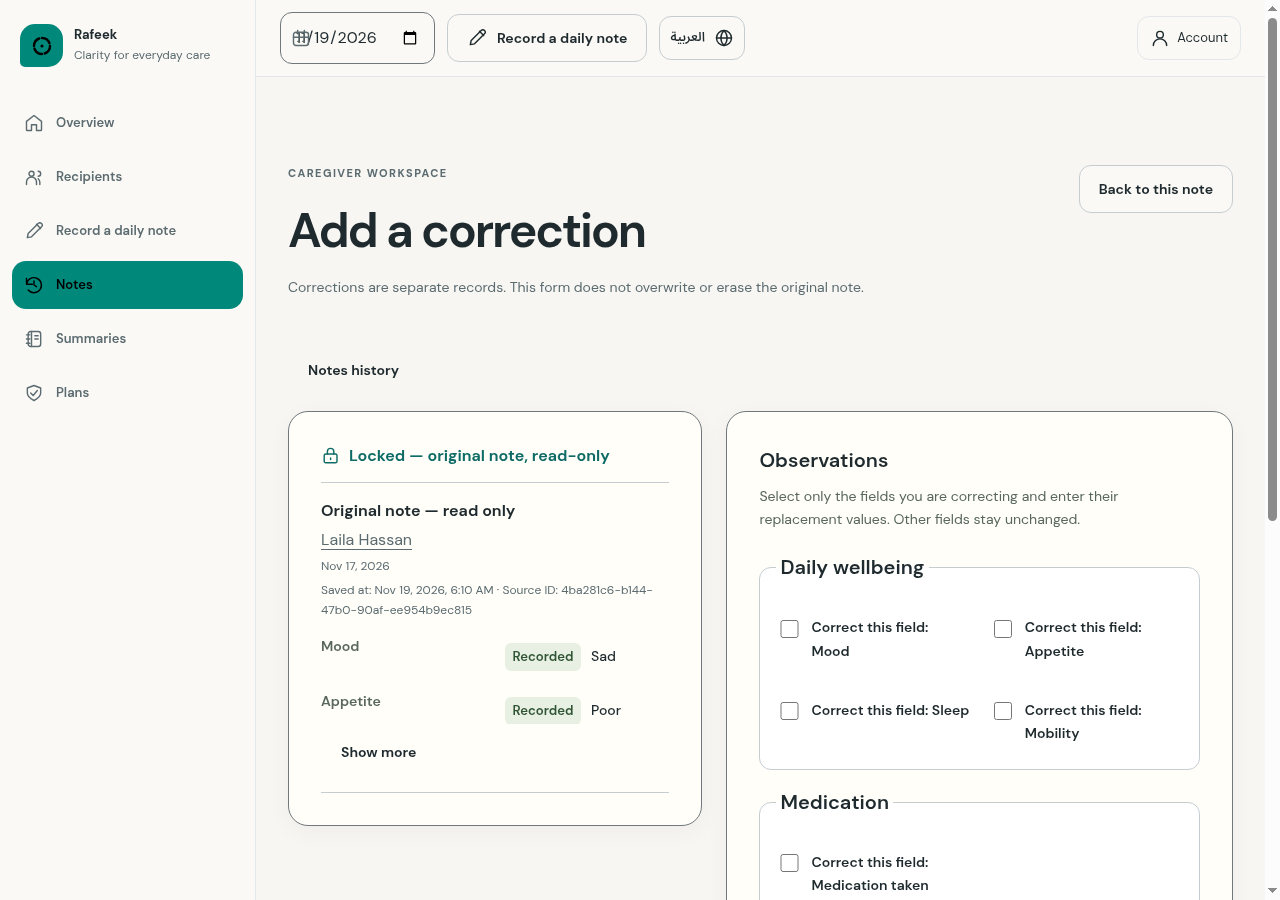 Rafeek
Clarity for everyday care
Overview
Recipients
Record a daily note
Notes
Summaries
Plans
/19/2026
Record a daily note
العربية
Account
CAREGIVER WORKSPACE
Back to this note
Add a correction
Corrections are separate records. This form does not overwrite or erase the original note.
Notes history
Locked — original note, read-only
Original note — read only
Laila Hassan
Nov 17, 2026
Saved at: Nov 19, 2026, 6:10 AM · Source ID: 4ba281c6-b144-
47b0-90af-ee954b9ec815
Mood
Recorded Sad
Appetite
Recorded Poor
Show more
Observations
Select only the fields you are correcting and enter their
replacement values. Other fields stay unchanged.
Daily wellbeing
Correct this field:
Mood
Correct this field:
Appetite
Correct this field: Sleep
Correct this field:
Mobility
Medication
Correct this field:
Medication taken